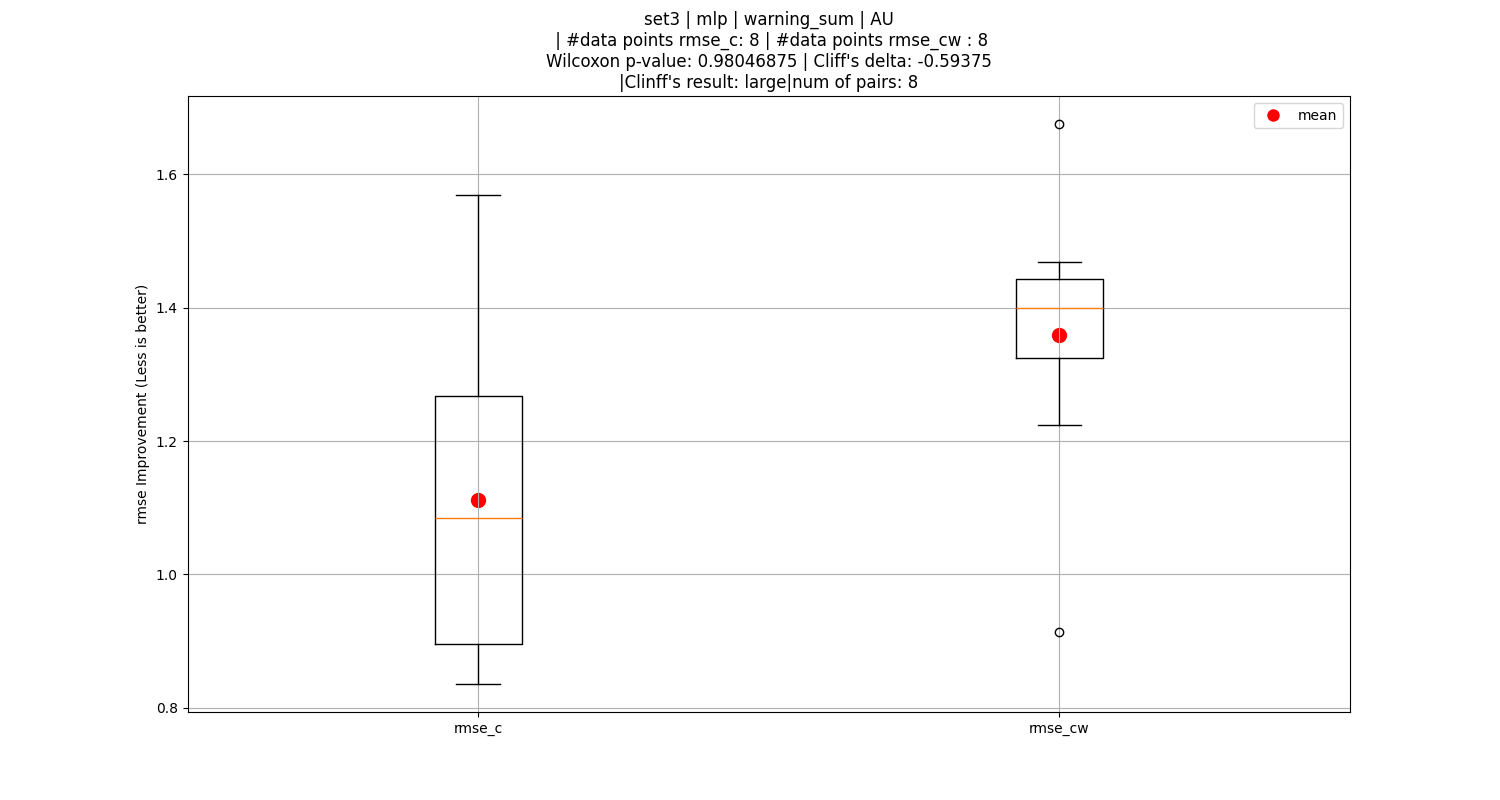 set3 | mlp | warning_sum | AU
| #data points rmse_c: 8 | #data points rmse_cw : 8
Wilcoxon p-value: 0.98046875 | Cliff's delta: -0.59375
|Clinff's result: large|num of pairs: 8
mean
rmse Improvement (Less is better)
1.6
1.4
1.2
1.0
0.8
rmse_c
rmse_cw